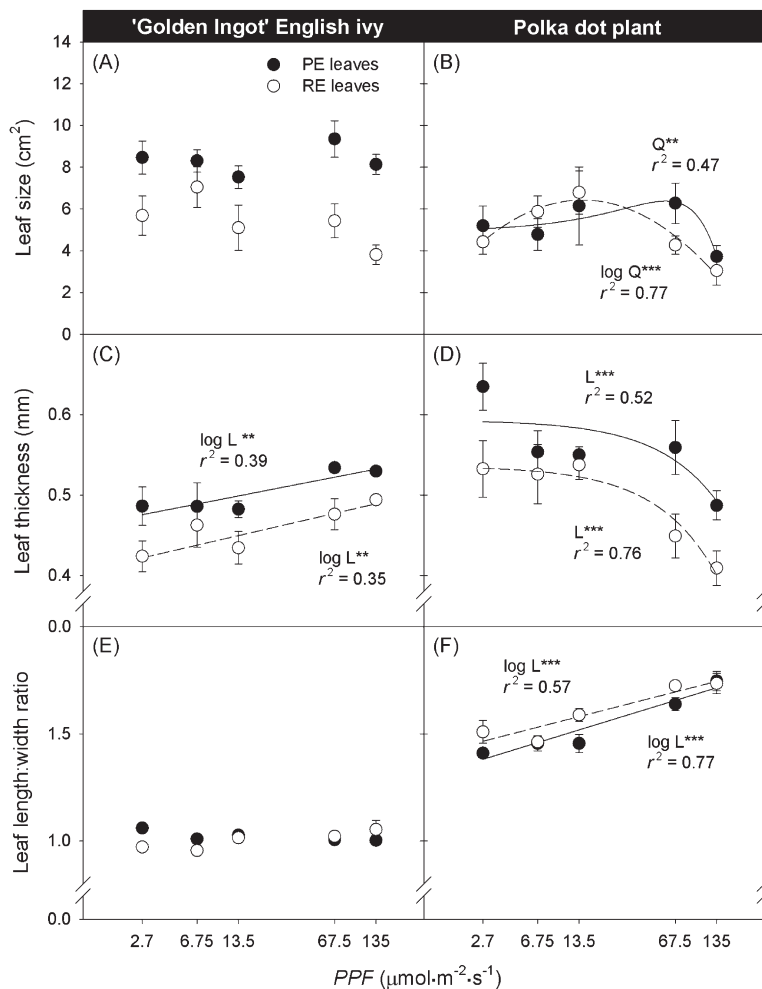 'Golden Ingot' English ivy
Polka dot plant
14
12
10
8
6
4
2
0
Leaf size (cm²)
(A)
PE leaves
RE leaves
(B)
Q**
r² = 0.47
log Q***
r² = 0.77
0.6
0.5
0.4
0.0
Leaf thickness (mm)
(C)
log L **
r² = 0.39
log L**
r² = 0.35
(D)
L***
r² = 0.52
L***
r² = 0.76
1.5
1.0
0.0
Leaf length:width ratio
(E)
(F)
log L***
r² = 0.57
log L***
r² = 0.77
2.7 6.75 13.5 67.5 135
2.7 6.75 13.5 67.5 135
PPF (μmol·m⁻²·s⁻¹)